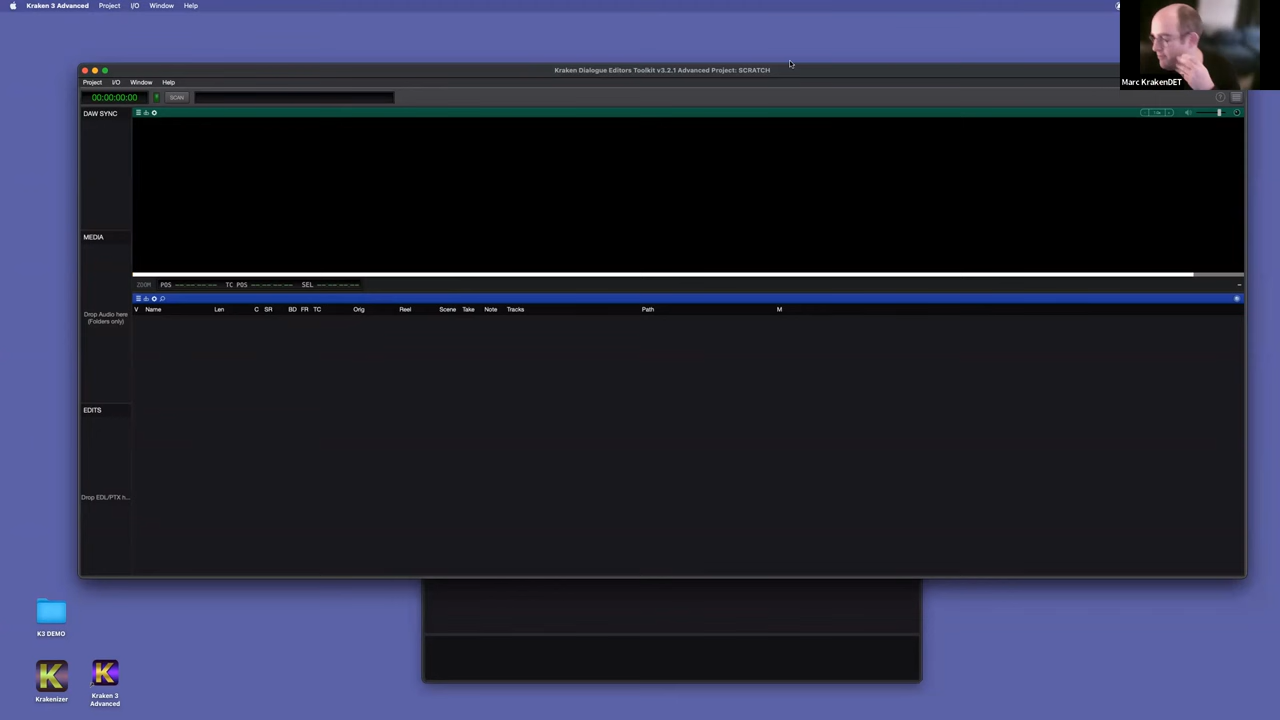 Kraken 3 Advanced Project I/O Window Help
Marc KrakenDET
Kraken Dialogue Editors Toolkit v3.2.1 Advanced Project: SCRATCH
Project I/O Window Help
00:00:00:00 SCAN
DAW SYNC
MEDIA
ZOOM POS -- -- -- -- TC POS -- -- -- -- SEL -- -- -- --
V Name Len C SR BD FR TC Orig Reel Scene Take Note Tracks Path M
Drop Audio here
(Folders only)
EDITS
Drop EDL/PTX h...
K3 DEMO
Krakenizer
Kraken 3
Advanced